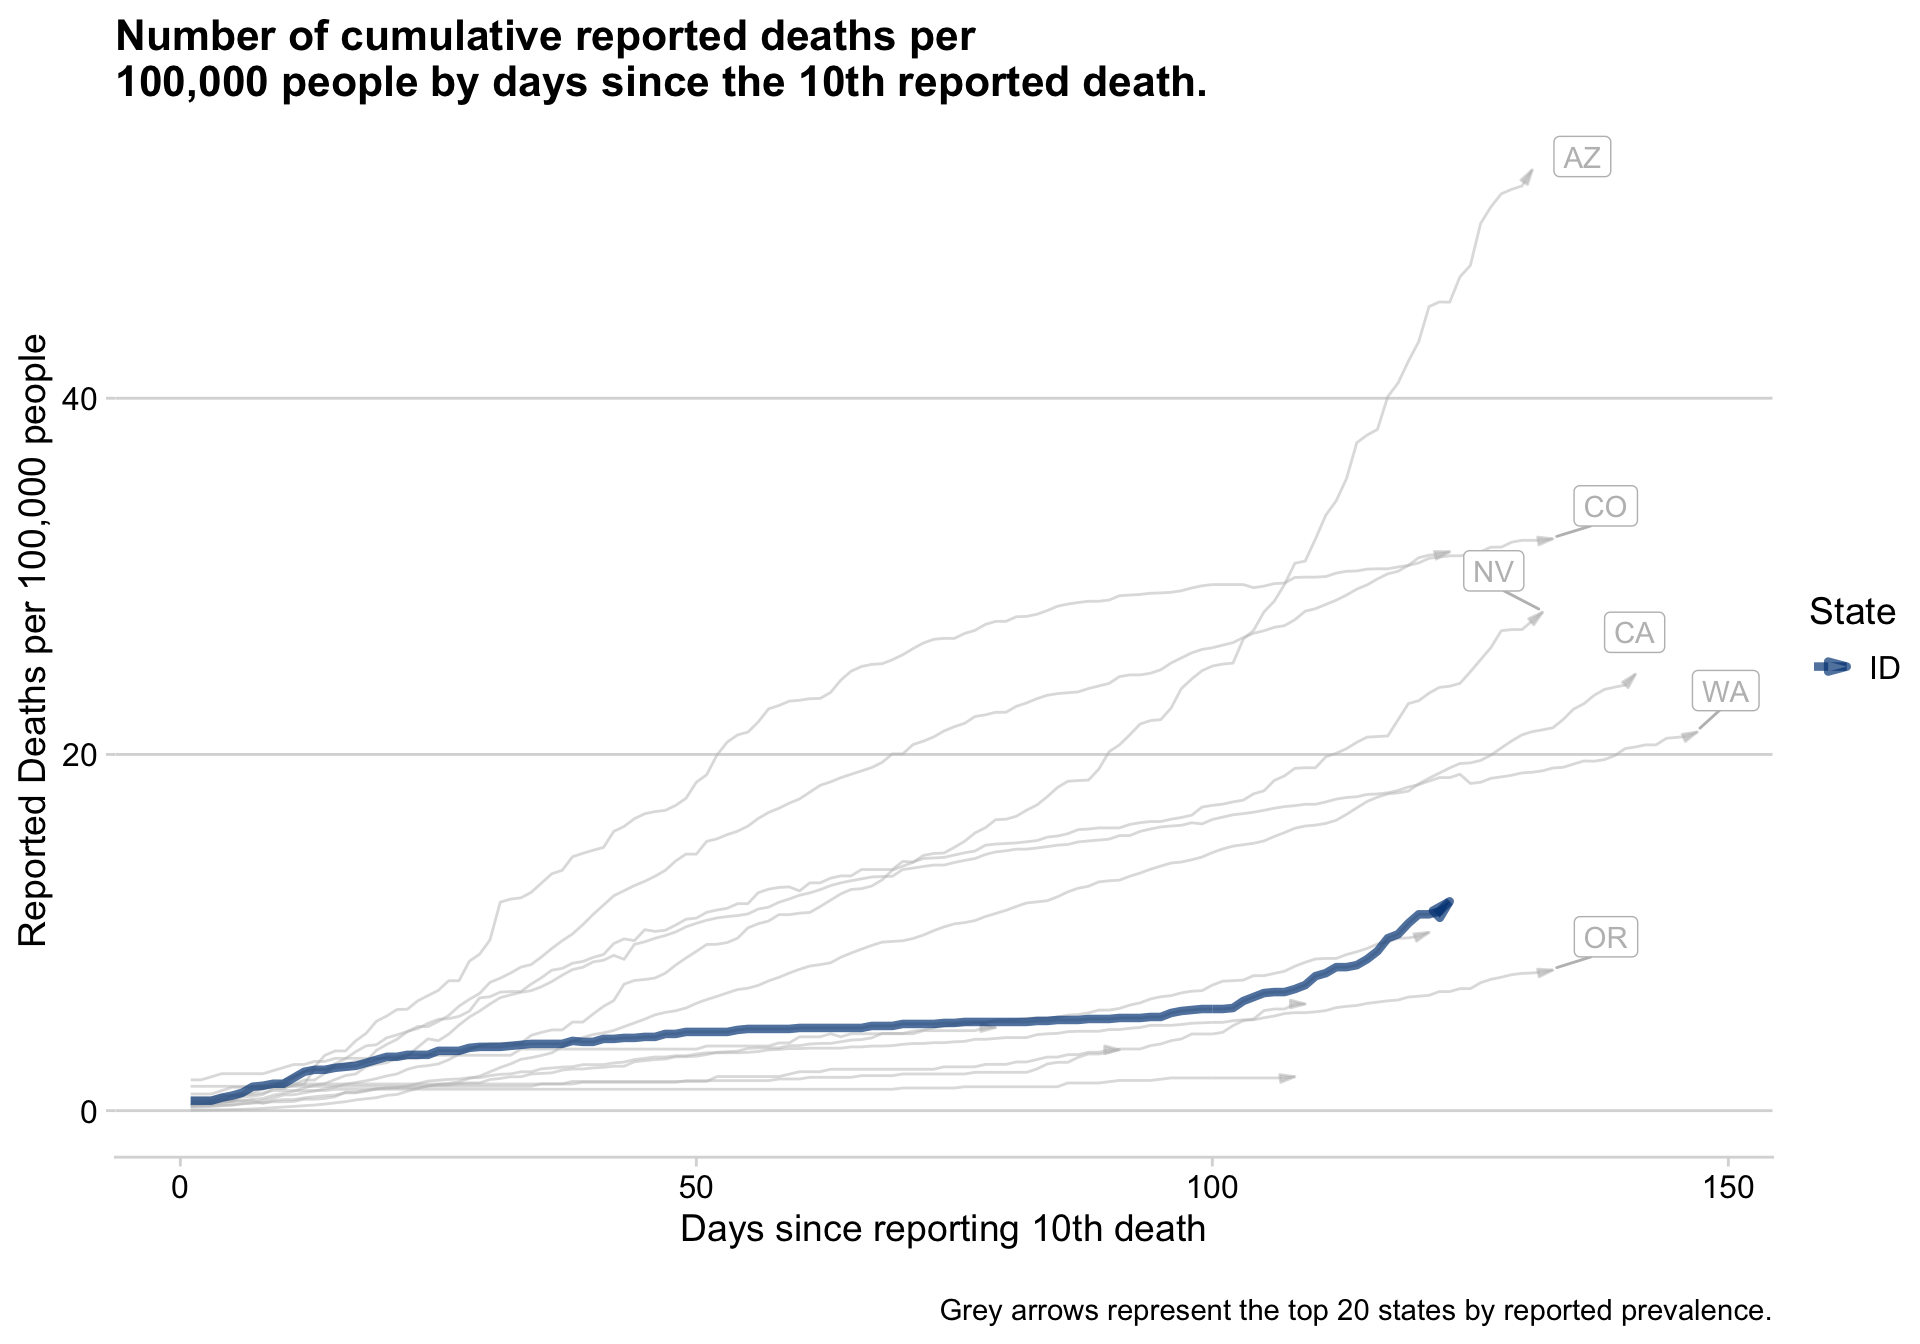 Number of cumulative reported deaths per
100,000 people by days since the 10th reported death.
AZ
40
CO
NV
CA
WA
20
OR
0
Reported Deaths per 100,000 people
State
ID
0 50 100 150
Days since reporting 10th death
Grey arrows represent the top 20 states by reported prevalence.